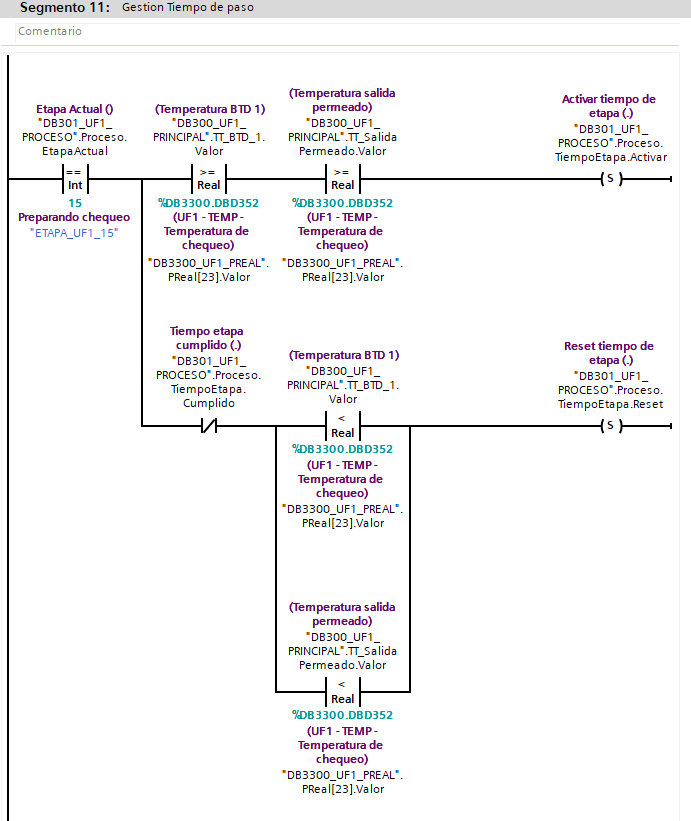 Segmento 11: Gestion Tiempo de paso
Comentario
Etapa Actual ()
"DB301_UF1_
PROCESO".Proceso.
EtapaActual
==
Int
15
Preparando chequeo
"ETAPA_UF1_15"
(Temperatura BTD 1)
"DB300_UF1_
PRINCIPAL".TT_BTD_1.
Valor
>=
Real
%DB3300.DBD352
(UF1 - TEMP -
Temperatura de
chequeo)
"DB3300_UF1_PREAL".
PReal[23].Valor
(Temperatura salida
permeado)
"DB300_UF1_
PRINCIPAL".TT_Salida
Permeado.Valor
>=
Real
%DB3300.DBD352
(UF1 - TEMP -
Temperatura de
chequeo)
"DB3300_UF1_PREAL".
PReal[23].Valor
Activar tiempo de
etapa (.)
"DB301_UF1_
PROCESO".Proceso.
TiempoEtapa.Activar
S
Tiempo etapa
cumplido (.)
"DB301_UF1_
PROCESO".Proceso.
TiempoEtapa.
Cumplido
(Temperatura BTD 1)
"DB300_UF1_
PRINCIPAL".TT_BTD_1.
Valor
<
Real
%DB3300.DBD352
(UF1 - TEMP -
Temperatura de
chequeo)
"DB3300_UF1_PREAL".
PReal[23].Valor
Reset tiempo de
etapa (.)
"DB301_UF1_
PROCESO".Proceso.
TiempoEtapa.Reset
S
(Temperatura salida
permeado)
"DB300_UF1_
PRINCIPAL".TT_Salida
Permeado.Valor
<
Real
%DB3300.DBD352
(UF1 - TEMP -
Temperatura de
chequeo)
"DB3300_UF1_PREAL".
PReal[23].Valor